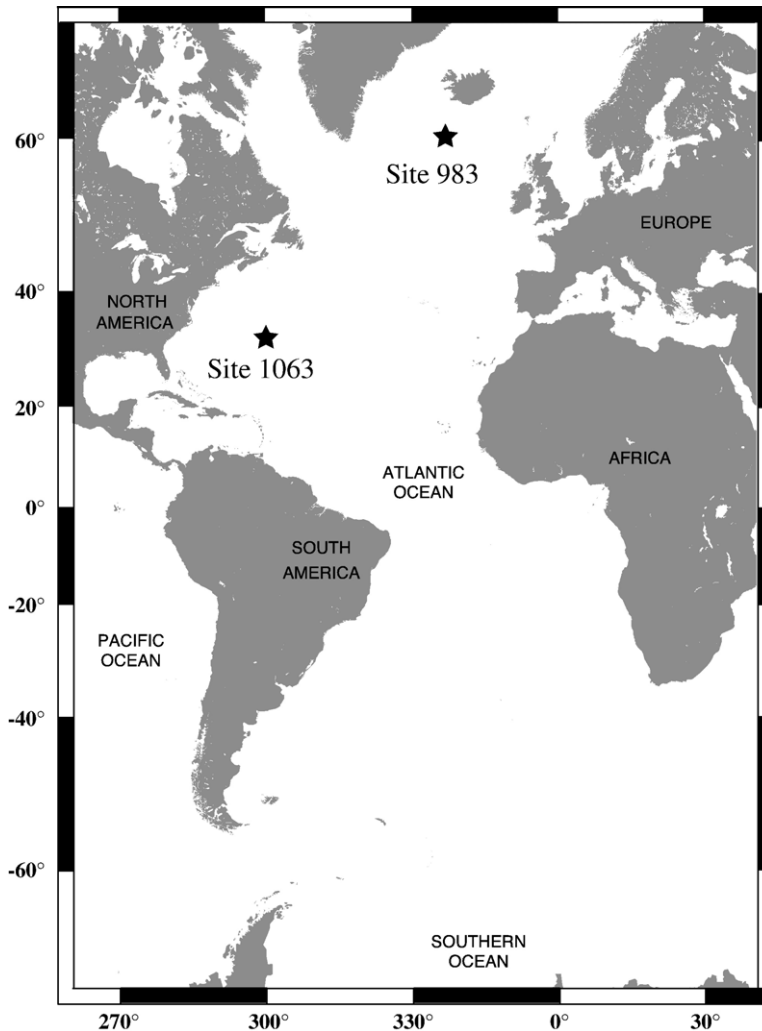 60°
Site 983
EUROPE
40°
NORTH
AMERICA
Site 1063
20°
ATLANTIC
OCEAN
AFRICA
0°
SOUTH
AMERICA
-20°
PACIFIC
OCEAN
-40°
-60°
SOUTHERN
OCEAN
270°
300°
330°
0°
30°